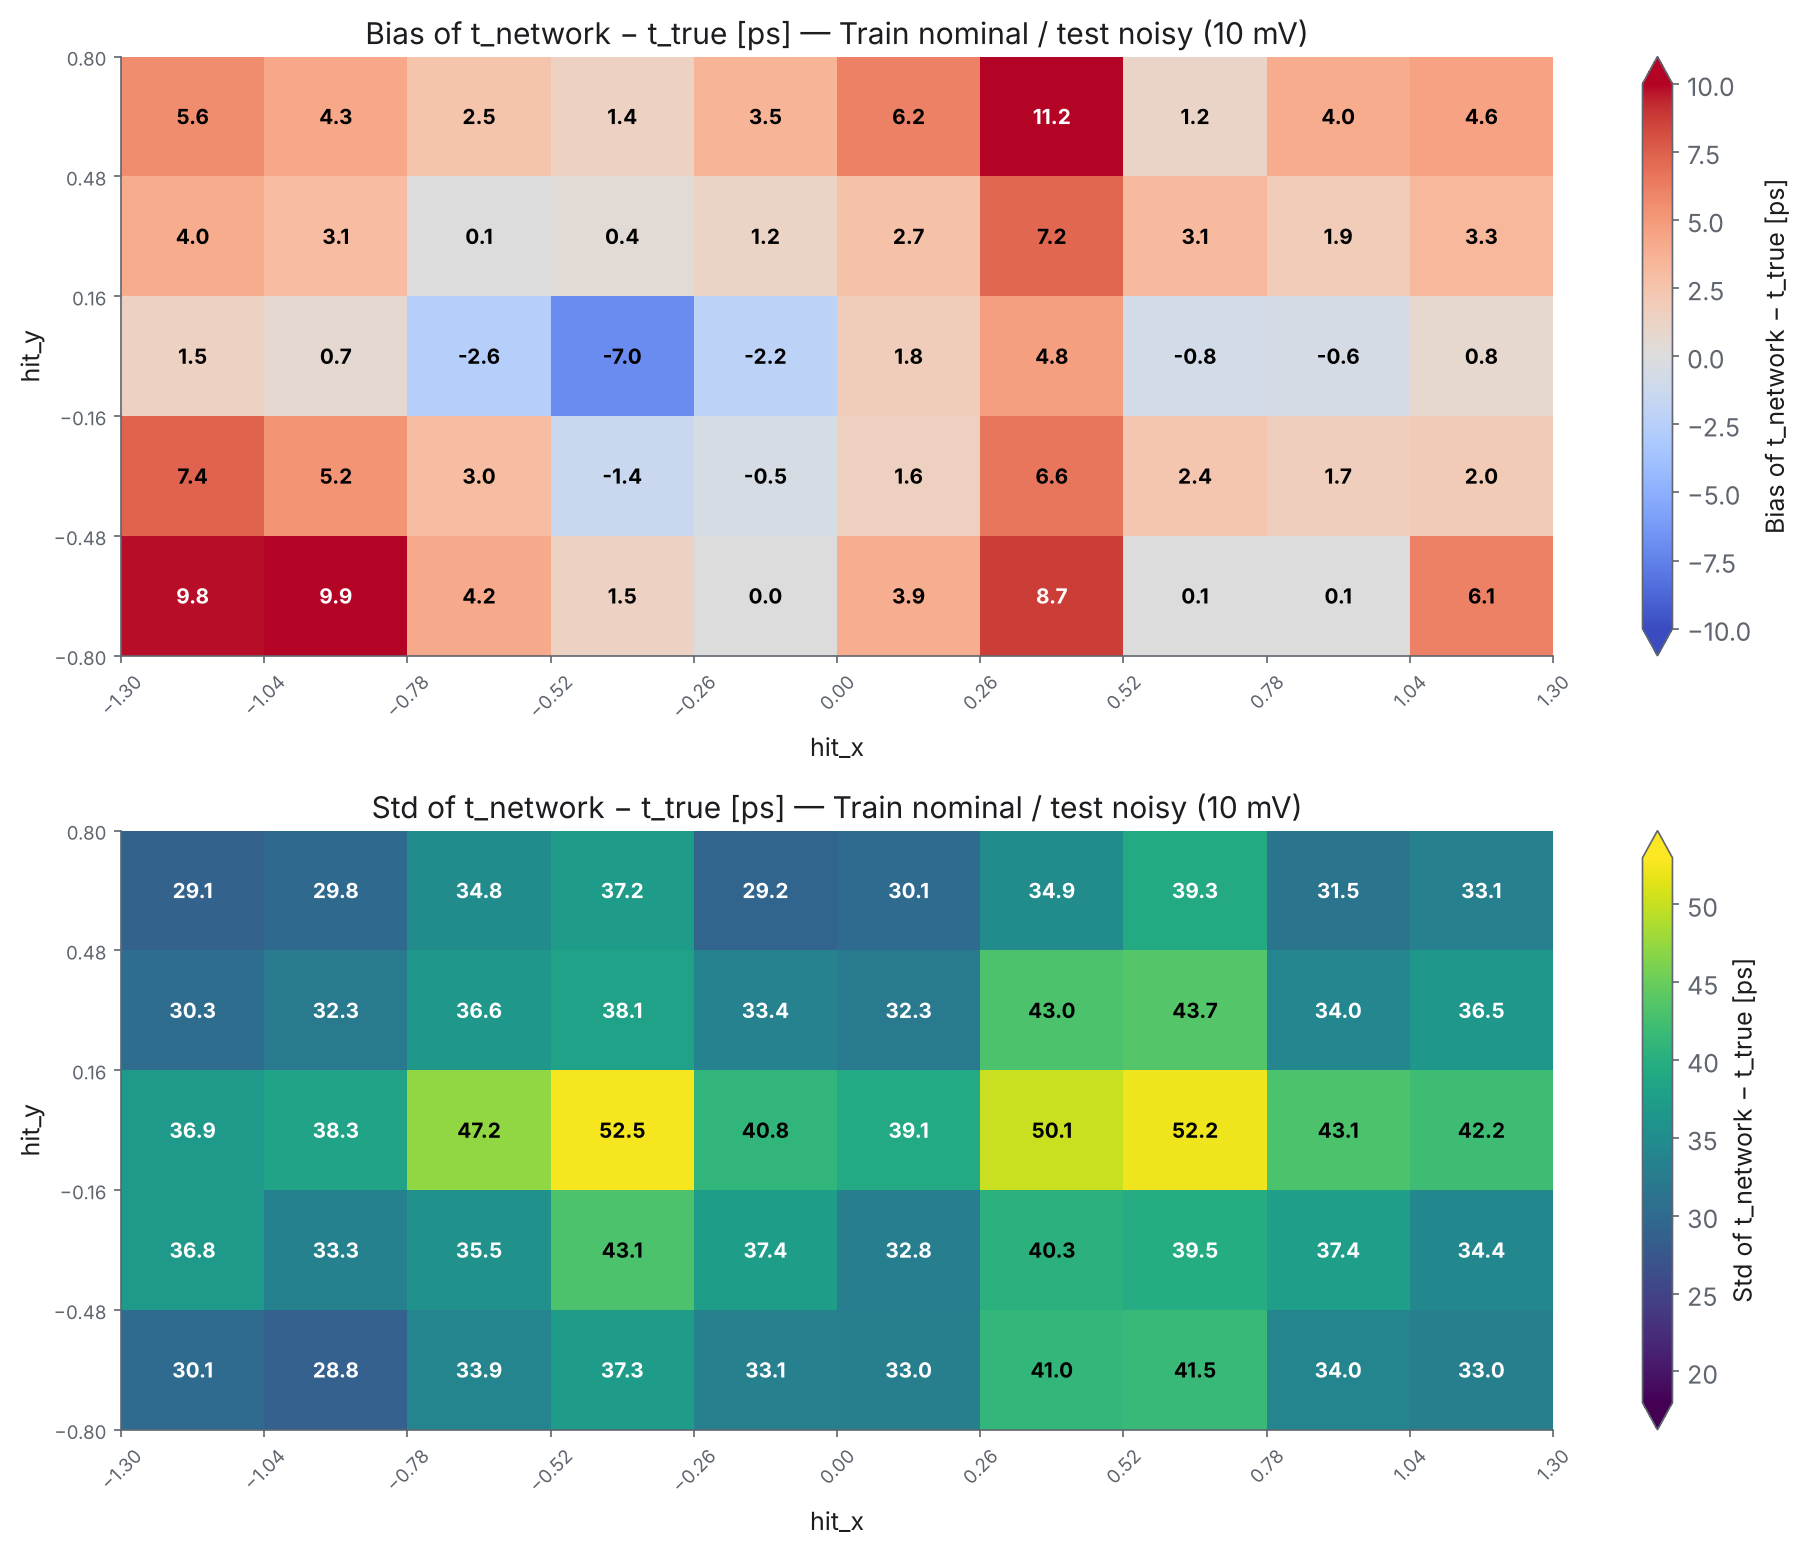 Bias of t_network − t_true [ps] — Train nominal / test noisy (10 mV)
0.80
5.6 4.3 2.5 1.4 3.5 6.2 11.2 1.2 4.0 4.6
0.48
4.0 3.1 0.1 0.4 1.2 2.7 7.2 3.1 1.9 3.3
0.16
1.5 0.7 -2.6 -7.0 -2.2 1.8 4.8 -0.8 -0.6 0.8
−0.16
7.4 5.2 3.0 -1.4 -0.5 1.6 6.6 2.4 1.7 2.0
−0.48
9.8 9.9 4.2 1.5 0.0 3.9 8.7 0.1 0.1 6.1
−0.80
hit_y
−1.30 −1.04 −0.78 −0.52 −0.26 0.00 0.26 0.52 0.78 1.04 1.30
hit_x
10.0
7.5
5.0
2.5
0.0
−2.5
−5.0
−7.5
−10.0
Bias of t_network − t_true [ps]
Std of t_network − t_true [ps] — Train nominal / test noisy (10 mV)
0.80
29.1 29.8 34.8 37.2 29.2 30.1 34.9 39.3 31.5 33.1
0.48
30.3 32.3 36.6 38.1 33.4 32.3 43.0 43.7 34.0 36.5
0.16
36.9 38.3 47.2 52.5 40.8 39.1 50.1 52.2 43.1 42.2
−0.16
36.8 33.3 35.5 43.1 37.4 32.8 40.3 39.5 37.4 34.4
−0.48
30.1 28.8 33.9 37.3 33.1 33.0 41.0 41.5 34.0 33.0
−0.80
hit_y
−1.30 −1.04 −0.78 −0.52 −0.26 0.00 0.26 0.52 0.78 1.04 1.30
hit_x
50
45
40
35
30
25
20
Std of t_network − t_true [ps]